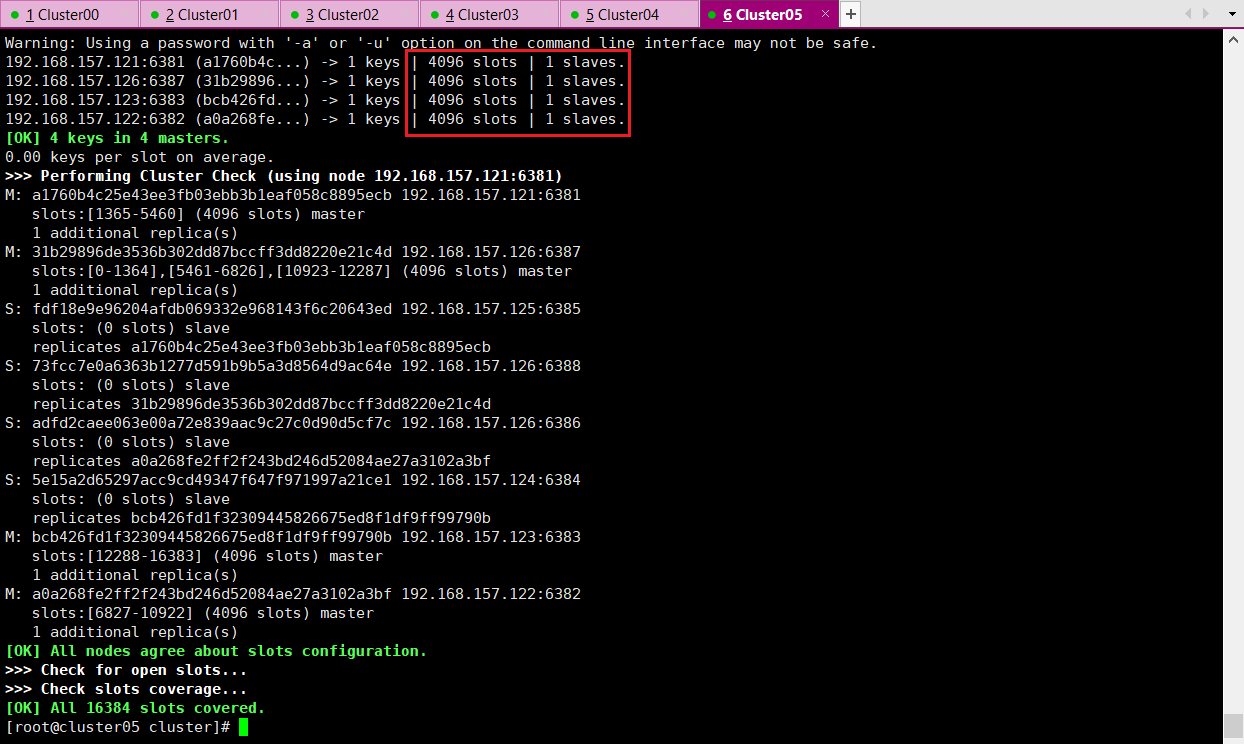 1 Cluster00
2 Cluster01
3 Cluster02
4 Cluster03
5 Cluster04
6 Cluster05 × +
Warning: Using a password with '-a' or '-u' option on the command line interface may not be safe.
192.168.157.121:6381 (a1760b4c...) -> 1 keys | 4096 slots | 1 slaves.
192.168.157.126:6387 (31b29896...) -> 1 keys | 4096 slots | 1 slaves.
192.168.157.123:6383 (bcb426fd...) -> 1 keys | 4096 slots | 1 slaves.
192.168.157.122:6382 (a0a268fe...) -> 1 keys | 4096 slots | 1 slaves.
[OK] 4 keys in 4 masters.
0.00 keys per slot on average.
>>> Performing Cluster Check (using node 192.168.157.121:6381)
M: a1760b4c25e43ee3fb03ebb3b1eaf058c8895ecb 192.168.157.121:6381
   slots:[1365-5460] (4096 slots) master
   1 additional replica(s)
M: 31b29896de3536b302dd87bccff3dd8220e21c4d 192.168.157.126:6387
   slots:[0-1364],[5461-6826],[10923-12287] (4096 slots) master
   1 additional replica(s)
S: fdf18e9e96204afdb069332e968143f6c20643ed 192.168.157.125:6385
   slots: (0 slots) slave
   replicates a1760b4c25e43ee3fb03ebb3b1eaf058c8895ecb
S: 73fcc7e0a6363b1277d591b9b5a3d8564d9ac64e 192.168.157.126:6388
   slots: (0 slots) slave
   replicates 31b29896de3536b302dd87bccff3dd8220e21c4d
S: adfd2caee063e00a72e839aac9c27c0d90d5cf7c 192.168.157.126:6386
   slots: (0 slots) slave
   replicates a0a268fe2ff2f243bd246d52084ae27a3102a3bf
S: 5e15a2d65297acc9cd49347f647f971997a21ce1 192.168.157.124:6384
   slots: (0 slots) slave
   replicates bcb426fd1f32309445826675ed8f1df9ff99790b
M: bcb426fd1f32309445826675ed8f1df9ff99790b 192.168.157.123:6383
   slots:[12288-16383] (4096 slots) master
   1 additional replica(s)
M: a0a268fe2ff2f243bd246d52084ae27a3102a3bf 192.168.157.122:6382
   slots:[6827-10922] (4096 slots) master
   1 additional replica(s)
[OK] All nodes agree about slots configuration.
>>> Check for open slots...
>>> Check slots coverage...
[OK] All 16384 slots covered.
[root@cluster05 cluster]#